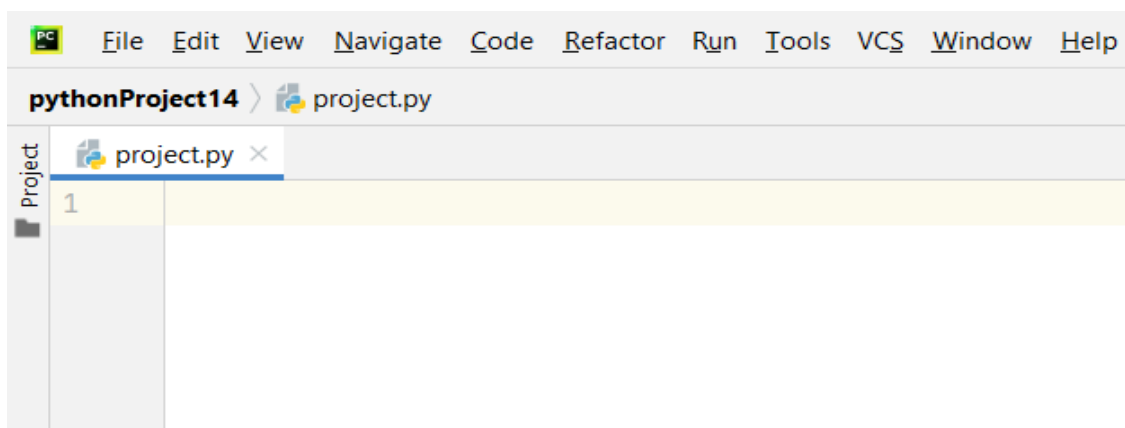 PC File Edit View Navigate Code Refactor Run Tools VCS Window Help
pythonProject14 〉 project.py
Project
project.py ×
1